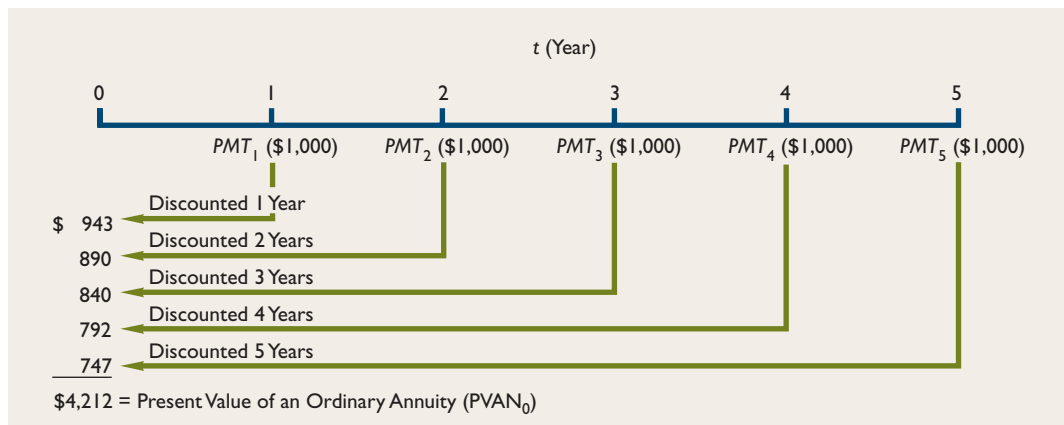 t (Year)
0 1 2 3 4 5
PMT₁ ($1,000) PMT₂ ($1,000) PMT₃ ($1,000) PMT₄ ($1,000) PMT₅ ($1,000)
Discounted 1 Year
$ 943
Discounted 2 Years
890
Discounted 3 Years
840
Discounted 4 Years
792
Discounted 5 Years
747
$4,212 = Present Value of an Ordinary Annuity (PVAN₀)